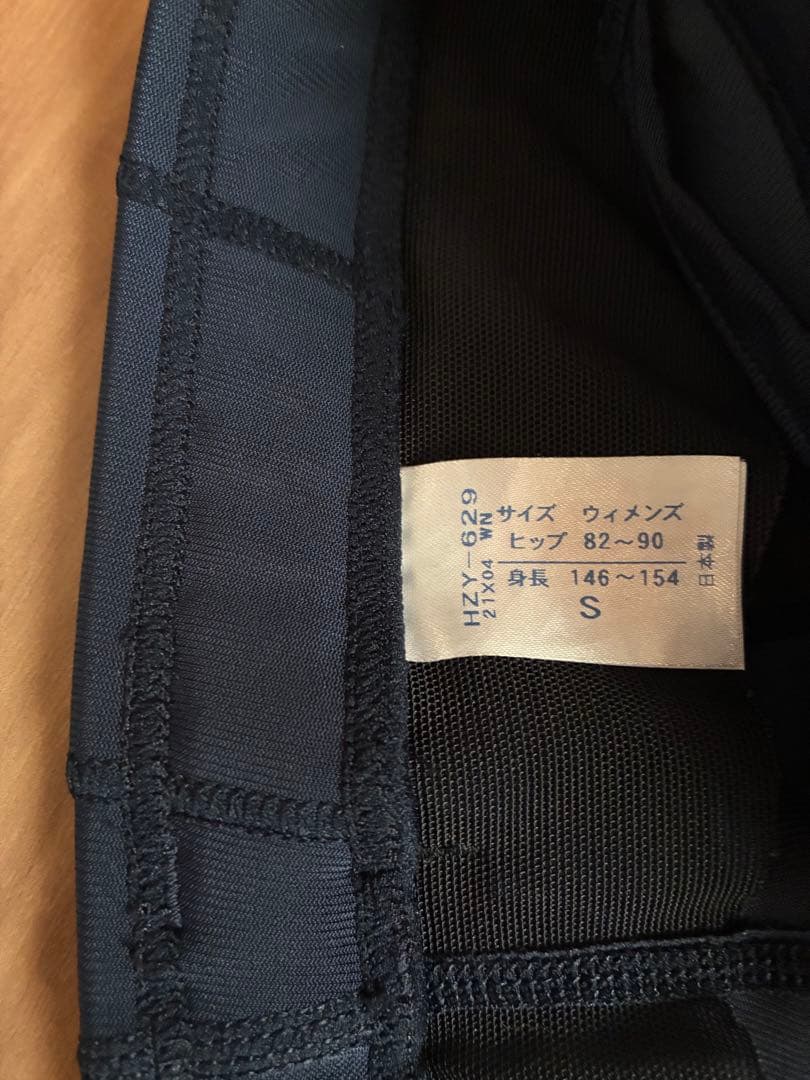 HZY-629
21X04 WN
サイズ ウィメンズ
ヒップ 82～90
身長 146～154
S
日本製